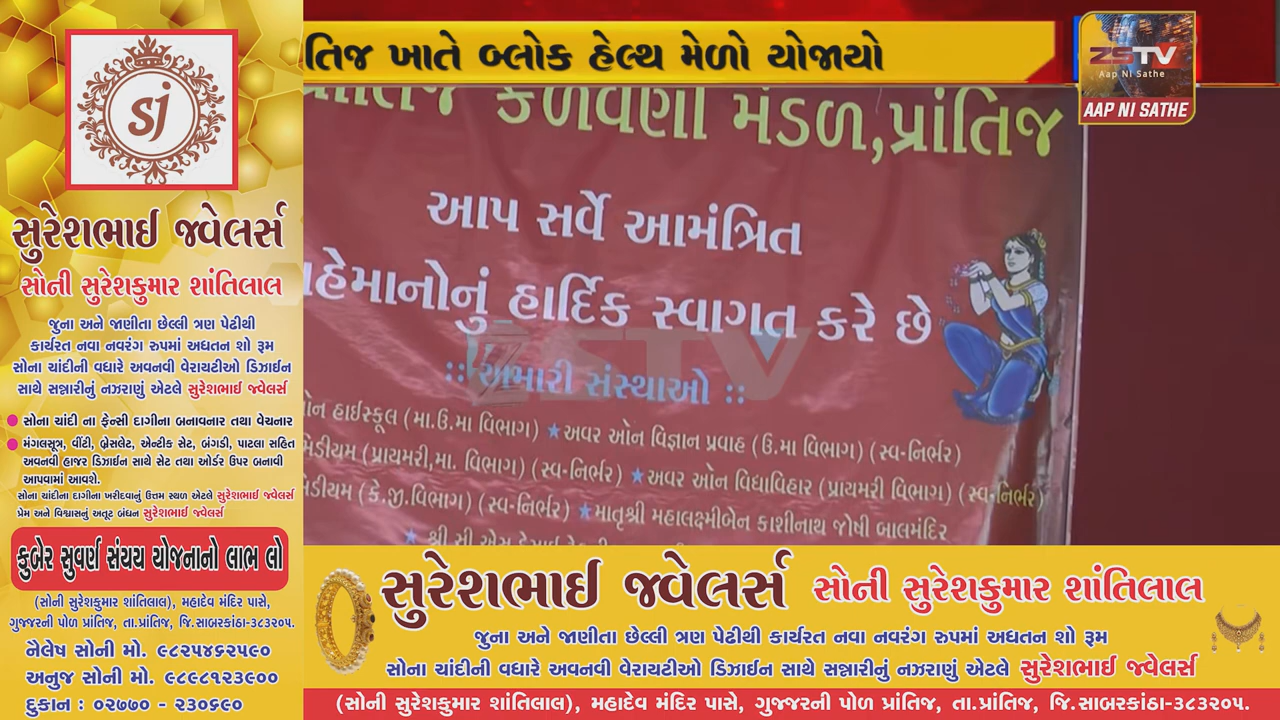 sj
સુરેશભાઈ જ્વેલર્સ
સોની સુરેશકુમાર શાંતિલાલ
જુના અને જાણીતા છેલ્લી ત્રણ પેઢીથી
કાર્યરત નવા નવરંગ રુપમાં અધતન શો રૂમ
સોના ચાંદીની વધારે અવનવી વેરાયટીઓ ડિઝાઈન
સાથે સન્નારીનું નઝરાણું એટલે સુરેશભાઈ જ્વેલર્સ
સોના ચાંદી ના ફેન્સી દાગીના બનાવનાર તથા વેચનાર
મંગલસૂત્ર, વીંટી, બ્રેસલેટ, એન્ટીક સેટ, બંગડી, પાટલા સહિત
અવનવી હાજર ડિઝાઈન સાથે સેટ તથા ઓર્ડર ઉપર બનાવી
આપવામાં આવશે.
સોના ચાંદીના દાગીના ખરીદવાનું ઉત્તમ સ્થળ એટલે સુરેશભાઈ જ્વેલર્સ
પ્રેમ અને વિશ્વાસનું અતૂટ બંધન સુરેશભાઈ જ્વેલર્સ
કુબેર સુવર્ણ સંચય યોજનાનો લાભ લો
(સોની સુરેશકુમાર શાંતિલાલ), મહાદેવ મંદિર પાસે,
ગુજ્જરની પોળ પ્રાંતિજ, તા.પ્રાંતિજ, જિ.સાબરકાંઠા-૩૮૩૨૦૫.
નૈલેષ સોની મો. ૯૮૨૫૪૬૨૫૯૦
અનુજ સોની મો. ૯૮૯૮૧૨૩૯૦૦
દુકાન : ૦૨૭૭૦ - ૨૩૦૬૯૦
તિજ ખાતે બ્લોક હેલ્થ મેળો યોજાયો
ZSTV
Aap Ni Sathe
AAP NI SATHE
પ્રાંતિજ કેળવણી મંડળ,પ્રાંતિજ
આપ સર્વે આમંત્રિત
હેમાનોનું હાર્દિક સ્વાગત કરે છે
ZSTV
:: અમારી સંસ્થાઓ ::
ન હાઈસ્કૂલ (મા.ઉ.મા વિભાગ) ★અવર ઑન વિજ્ઞાન પ્રવાહ (ઉ.મા વિભાગ) (સ્વ-નિર્ભર)
ડીયમ (પ્રાયમરી,મા. વિભાગ) (સ્વ-નિર્ભર) ★અવર ઑન વિદ્યાવિહાર (પ્રાયમરી વિભાગ) (સ્વ-નિર્ભર)
ડીયમ (કે.જી.વિભાગ) (સ્વ-નિર્ભર) ★માતૃશ્રી મહાલક્ષ્મીબેન કાશીનાથ જોષી બાલમંદિર
★ શ્રી સી.એસ.
સુરેશભાઈ જ્વેલર્સ સોની સુરેશકુમાર શાંતિલાલ
જુના અને જાણીતા છેલ્લી ત્રણ પેઢીથી કાર્યરત નવા નવરંગ રુપમાં અધતન શો રૂમ
સોના ચાંદીની વધારે અવનવી વેરાયટીઓ ડિઝાઈન સાથે સન્નારીનું નઝરાણું એટલે સુરેશભાઈ જ્વેલર્સ
(સોની સુરેશકુમાર શાંતિલાલ), મહાદેવ મંદિર પાસે, ગુજ્જરની પોળ પ્રાંતિજ, તા.પ્રાંતિજ, જિ.સાબરકાંઠા-૩૮૩૨૦૫.